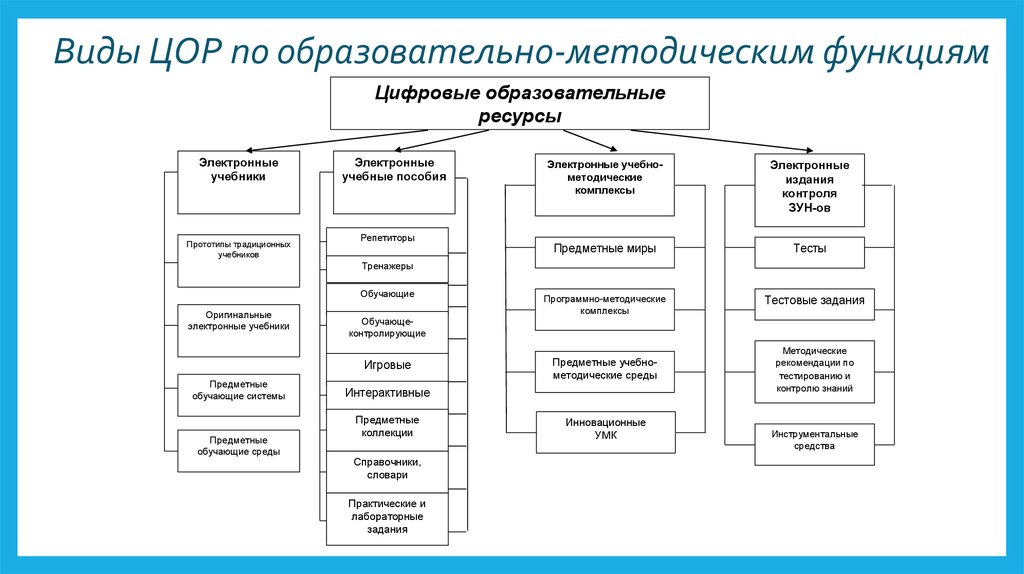 Виды ЦОР по образовательно-методическим функциям
Цифровые образовательные
ресурсы
Электронные
учебники
Прототипы традиционных
учебников
Оригинальные
электронные учебники
Предметные
обучающие системы
Предметные
обучающие среды
Электронные
учебные пособия
Репетиторы
Тренажеры
Обучающие
Обучающе-
контролирующие
Игровые
Интерактивные
Предметные
коллекции
Справочники,
словари
Практические и
лабораторные
задания
Электронные учебно-
методические
комплексы
Предметные миры
Программно-методические
комплексы
Предметные учебно-
методические среды
Инновационные
УМК
Электронные
издания
контроля
ЗУН-ов
Тесты
Тестовые задания
Методические
рекомендации по
тестированию и
контролю знаний
Инструментальные
средства